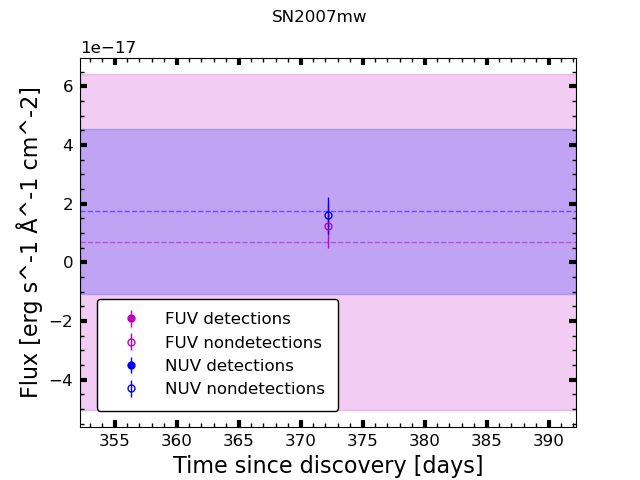 SN2007mw
1e−17
6
4
2
0
−2
−4
Flux [erg s^-1 Å^-1 cm^-2]
FUV detections
FUV nondetections
NUV detections
NUV nondetections
355 360 365 370 375 380 385 390
Time since discovery [days]